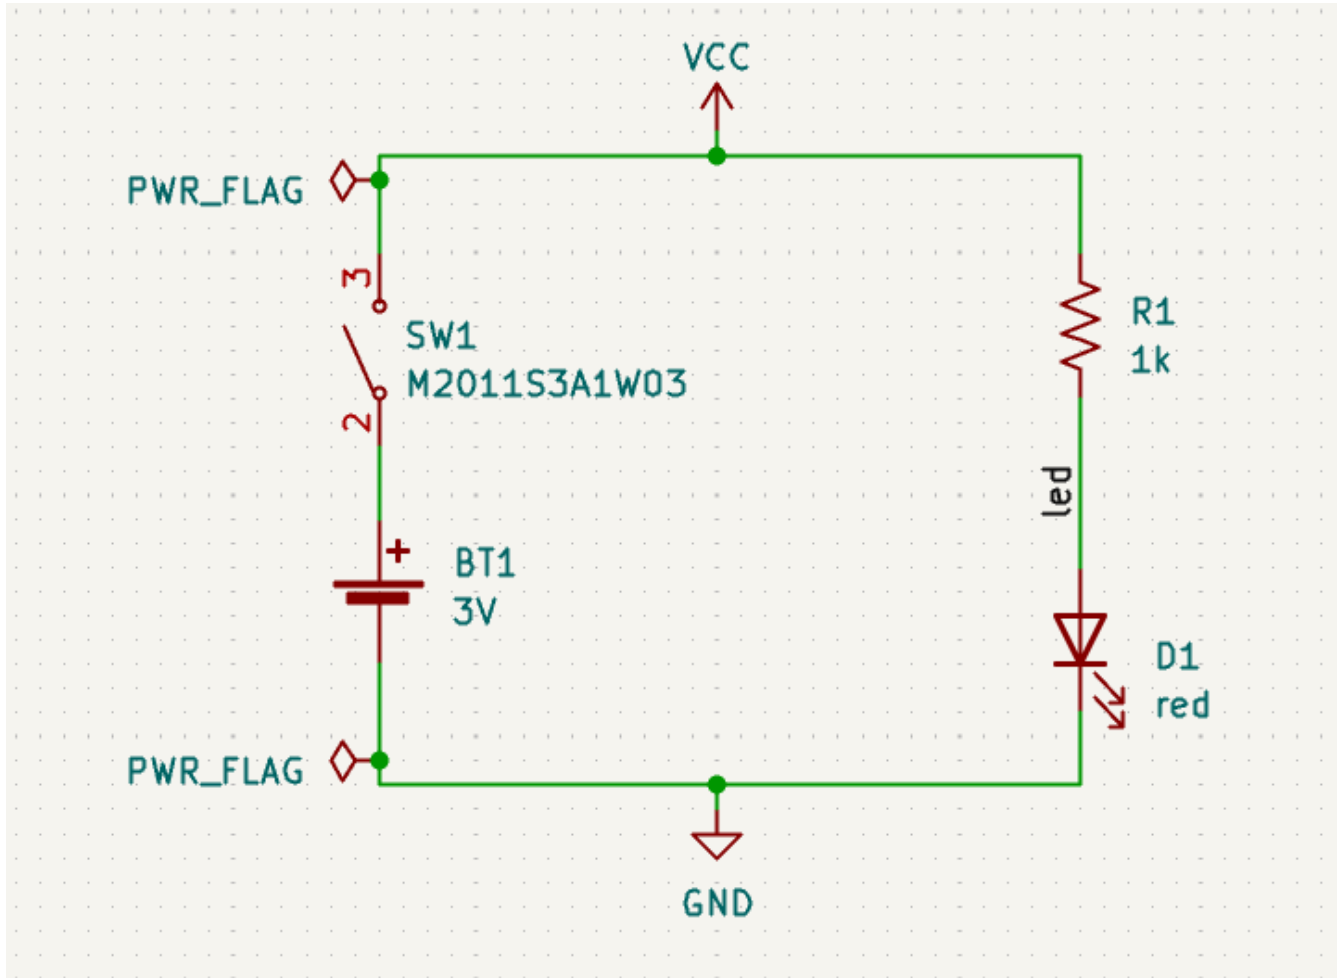 VCC
PWR_FLAG
3
SW1
M2011S3A1W03
2
R1
1k
led
+
BT1
3V
D1
red
PWR_FLAG
GND